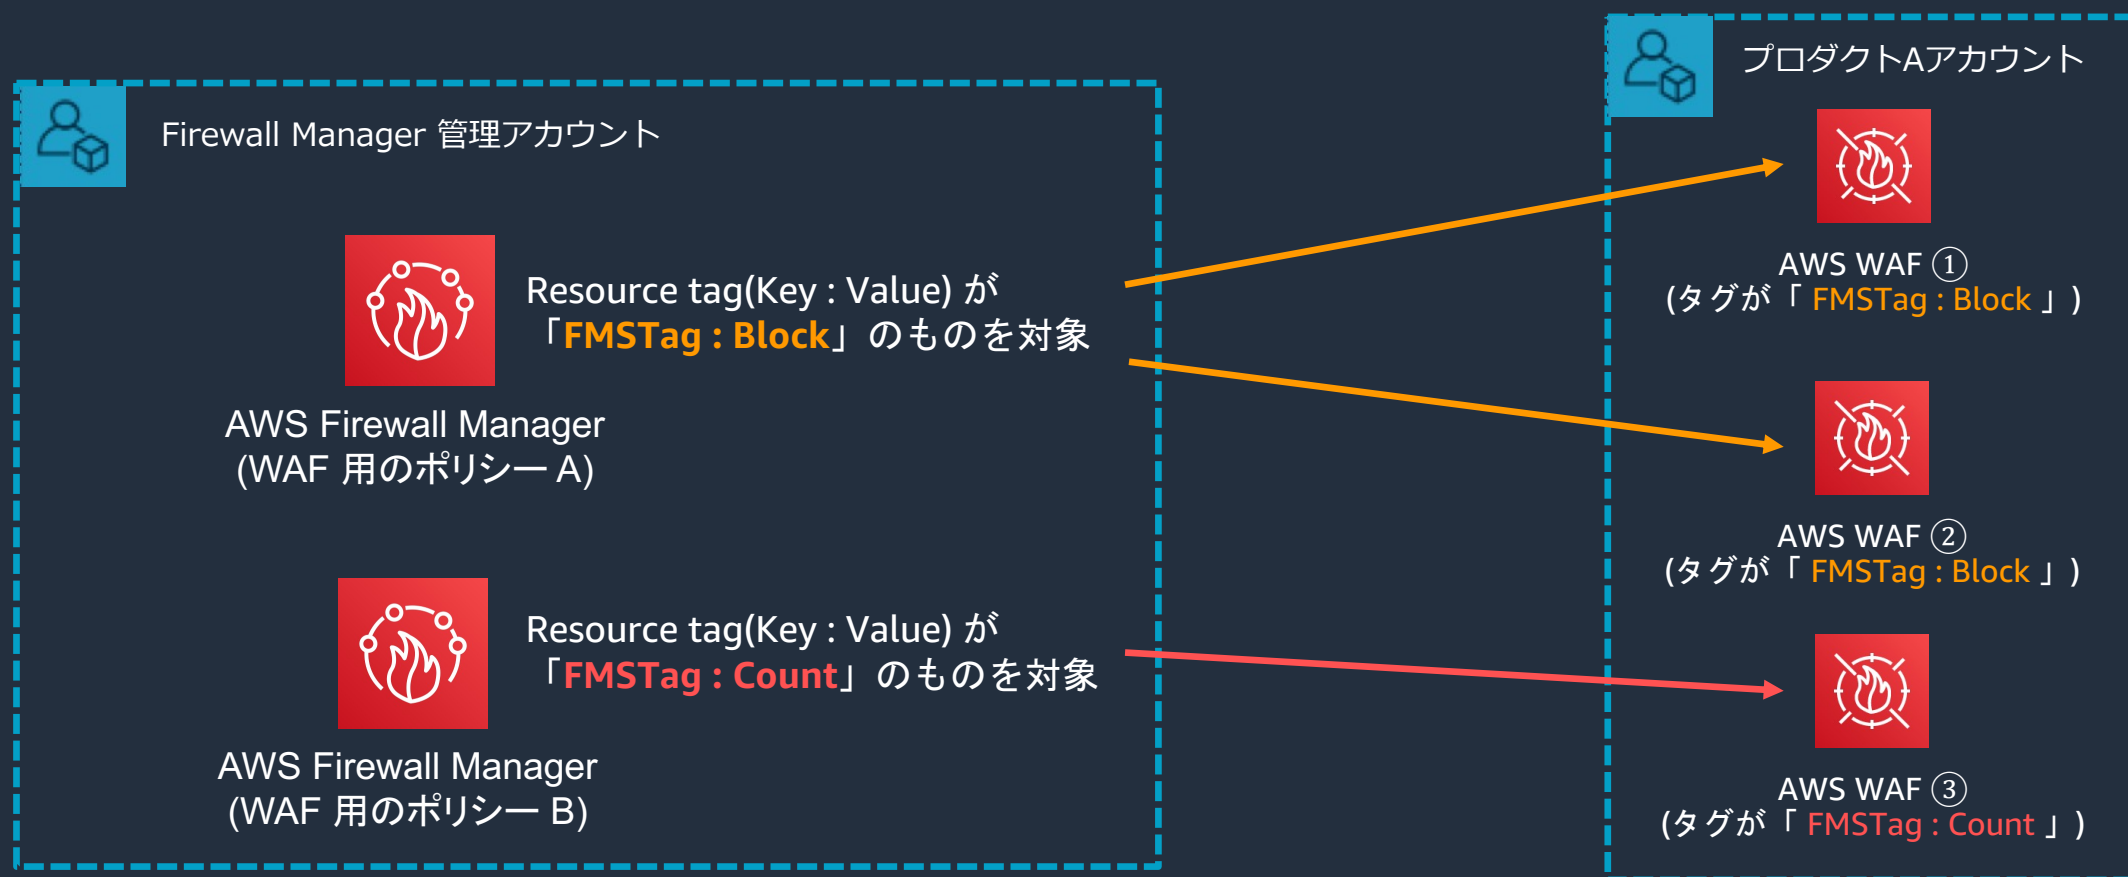 Firewall Manager 管理アカウント
Resource tag(Key : Value) が
「FMSTag : Block」のものを対象
AWS Firewall Manager
(WAF 用のポリシー A)
Resource tag(Key : Value) が
「FMSTag : Count」のものを対象
AWS Firewall Manager
(WAF 用のポリシー B)
プロダクトAアカウント
AWS WAF ①
(タグが「 FMSTag : Block 」)
AWS WAF ②
(タグが「 FMSTag : Block 」)
AWS WAF ③
(タグが「 FMSTag : Count 」)